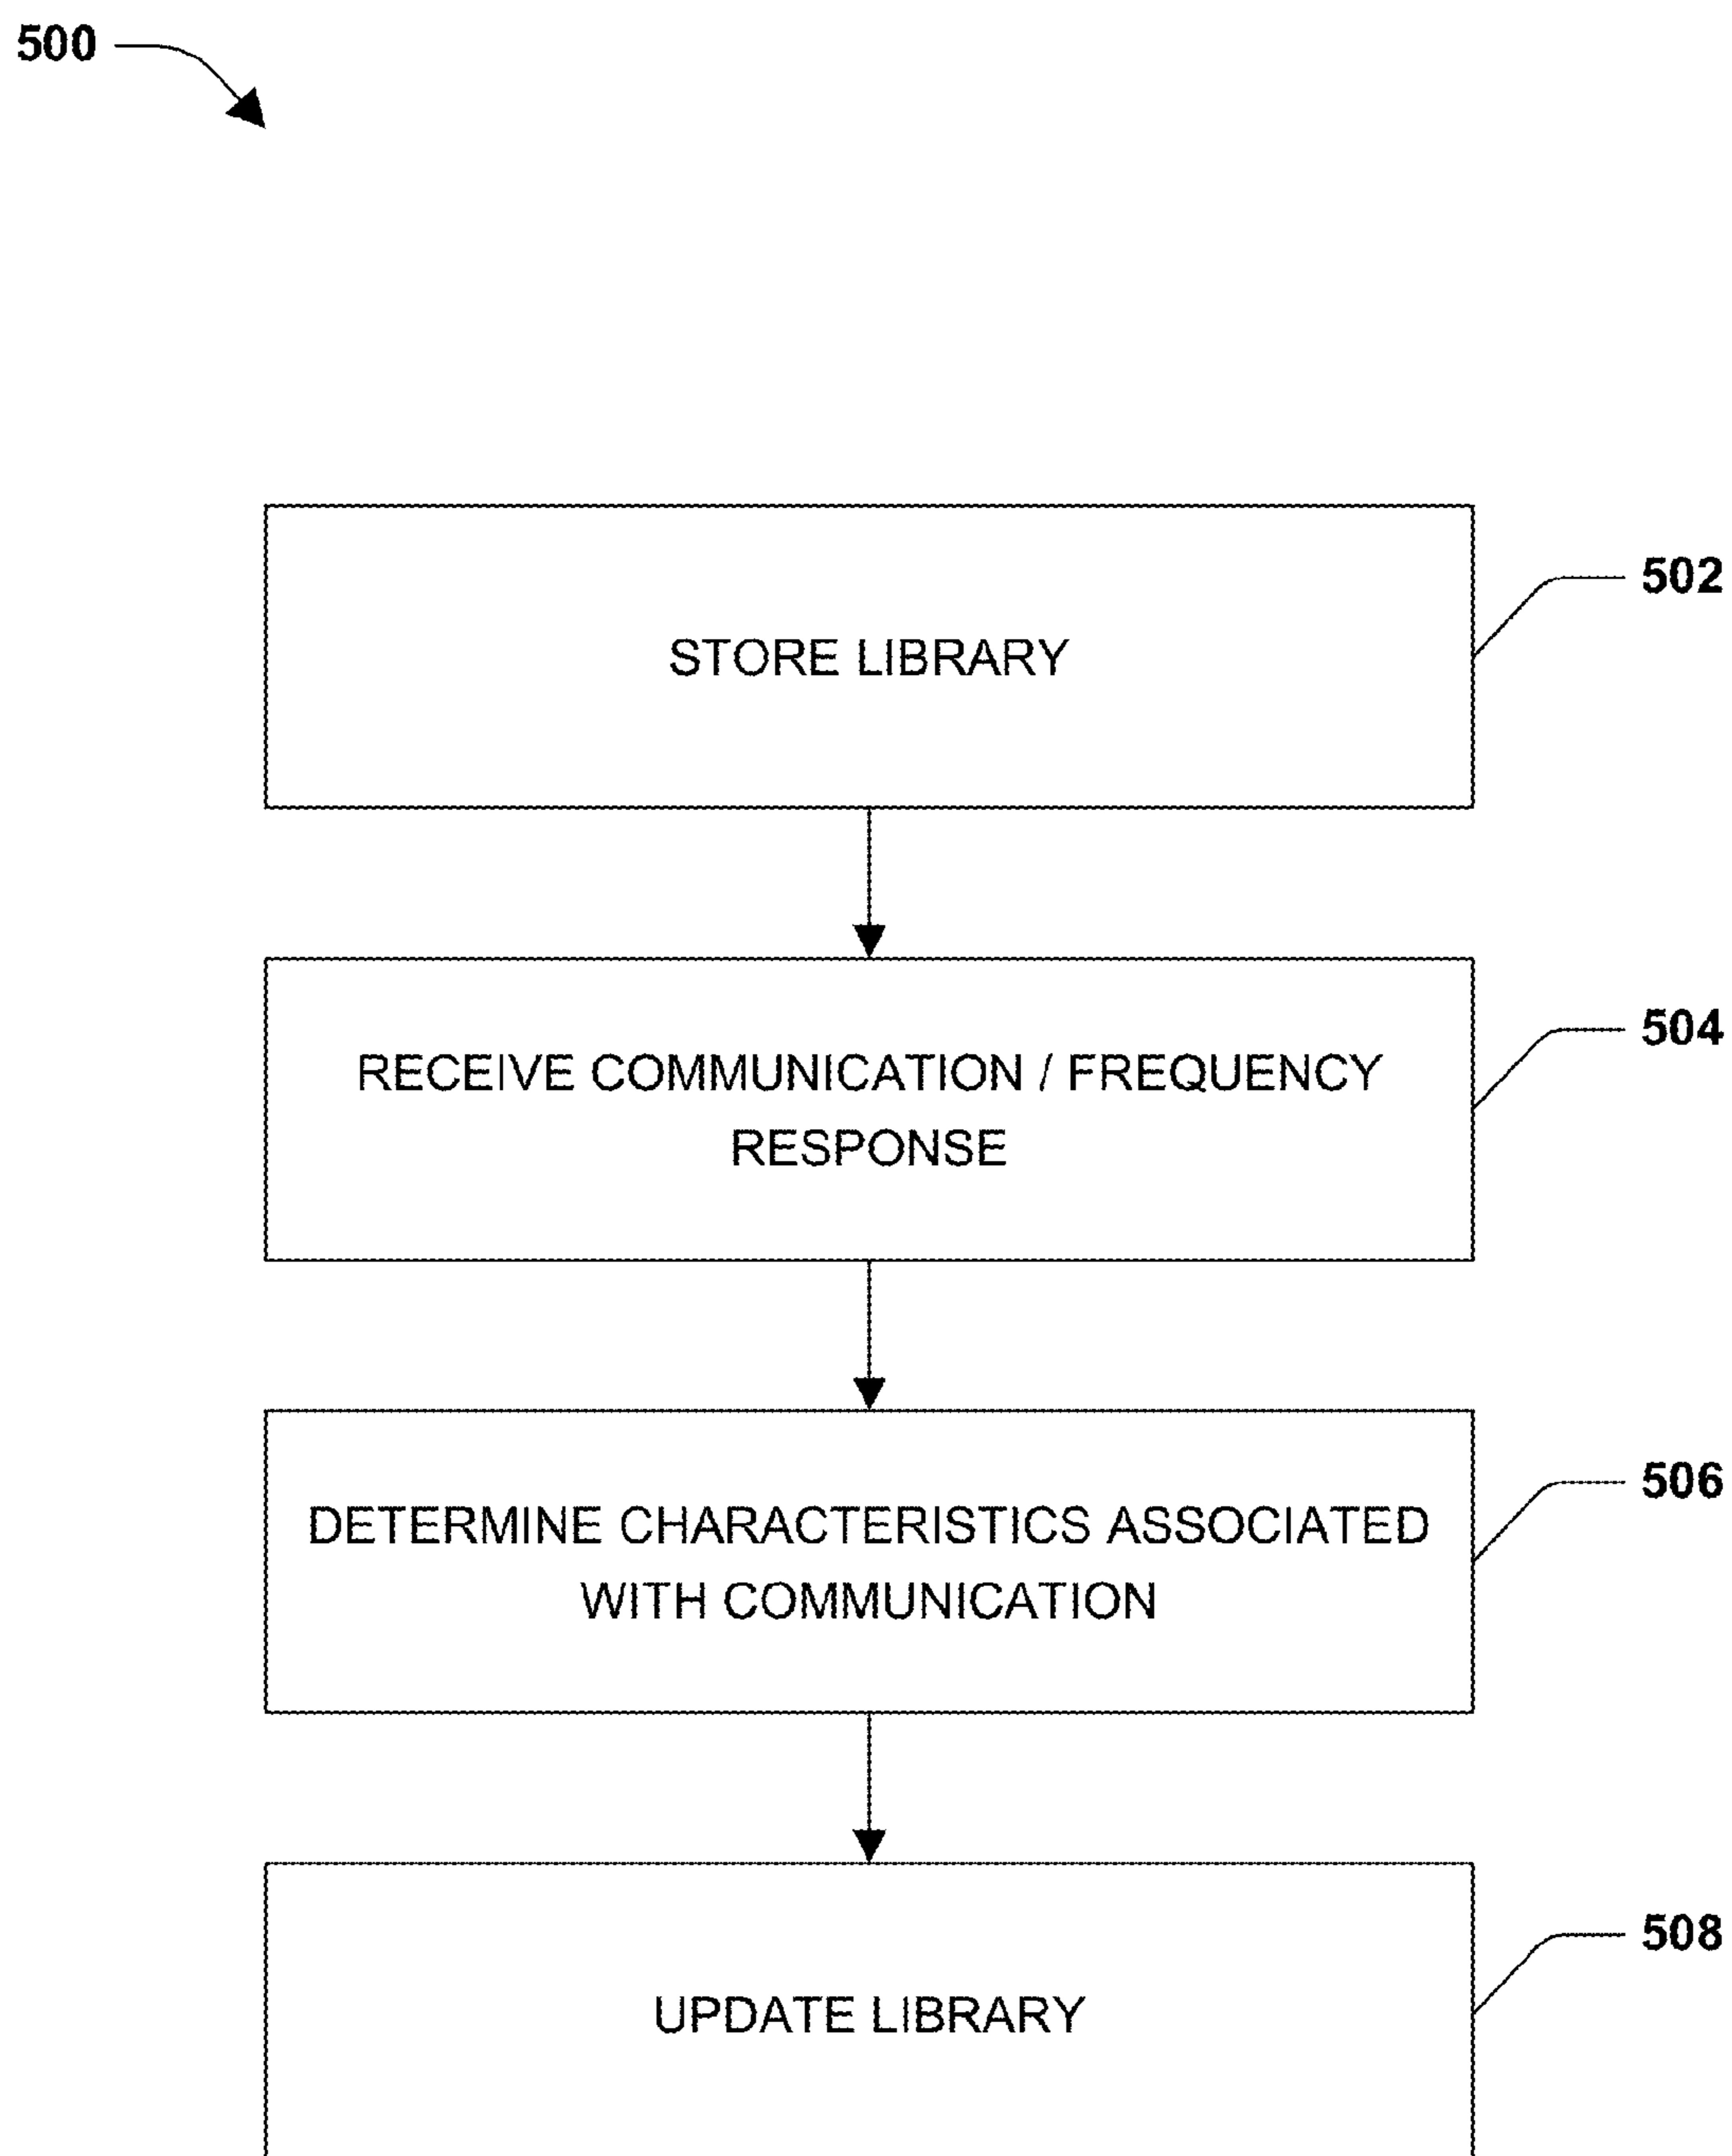 500
502
STORE LIBRARY
504
RECEIVE COMMUNICATION / FREQUENCY
RESPONSE
506
DETERMINE CHARACTERISTICS ASSOCIATED
WITH COMMUNICATION
508
UPDATE LIBRARY